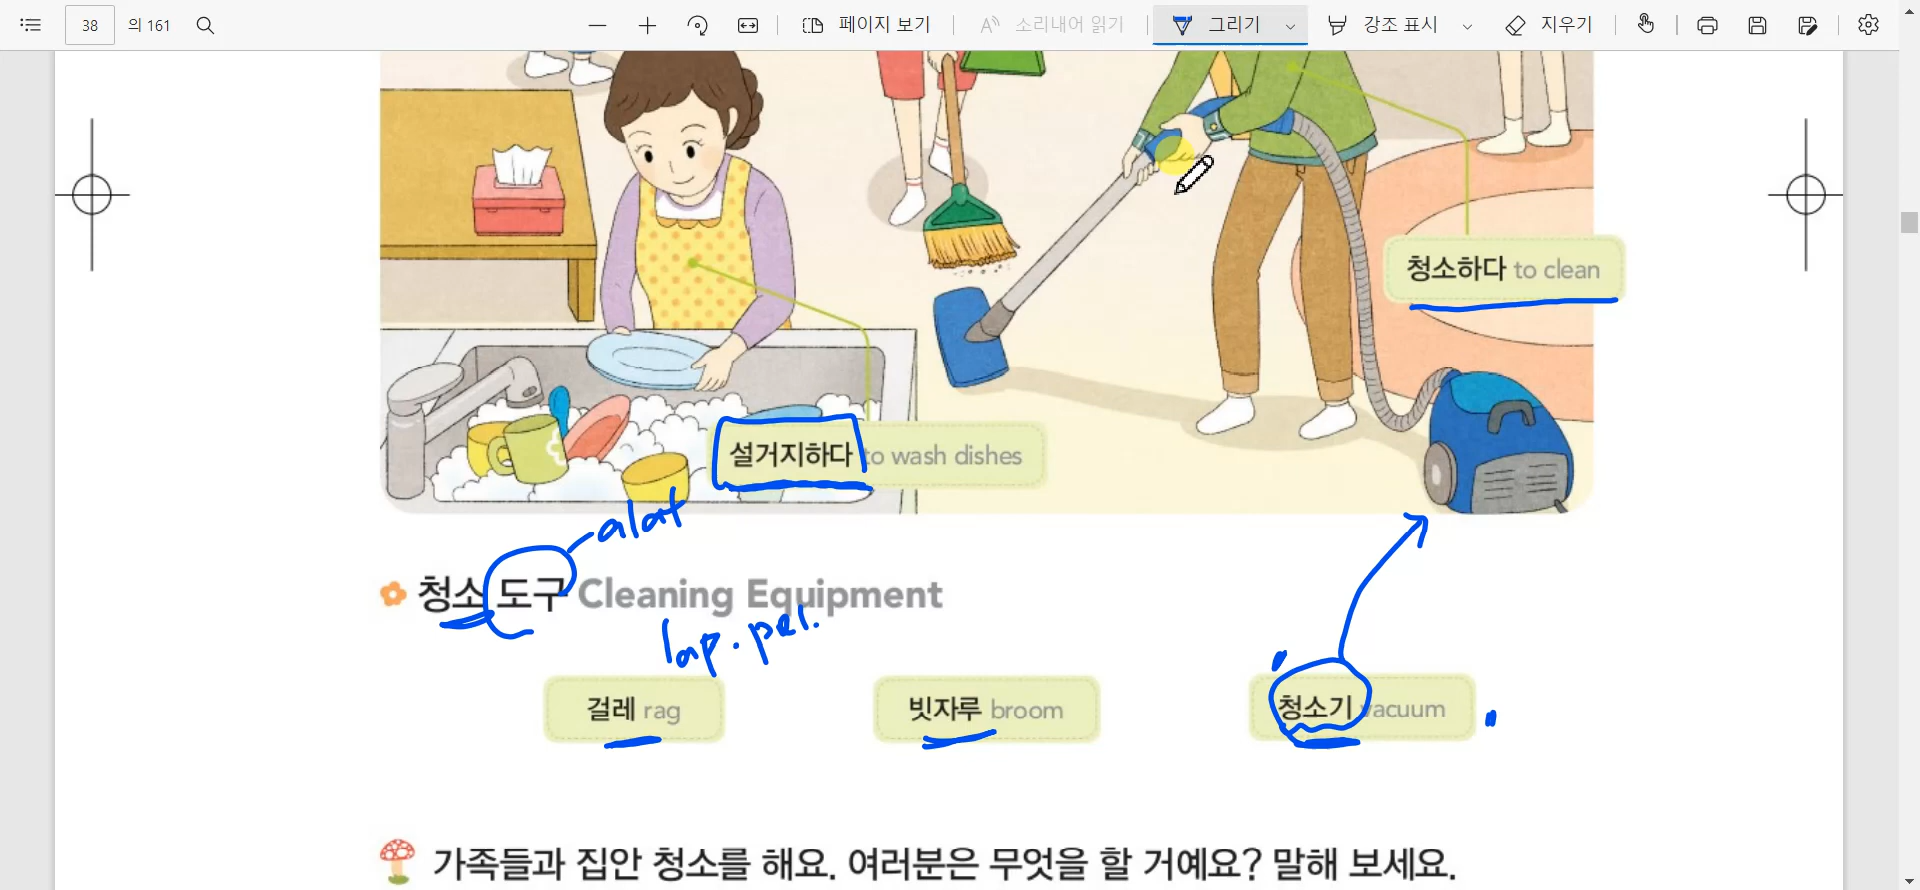 38 의 161 페이지 보기 소리내어 읽기 그리기 강조 표시 지우기
청소하다 to clean
설거지하다 to wash dishes
alat
청소 도구 Cleaning Equipment
lap. pel.
걸레 rag 빗자루 broom 청소기 vacuum
가족들과 집안 청소를 해요. 여러분은 무엇을 할 거예요? 말해 보세요.